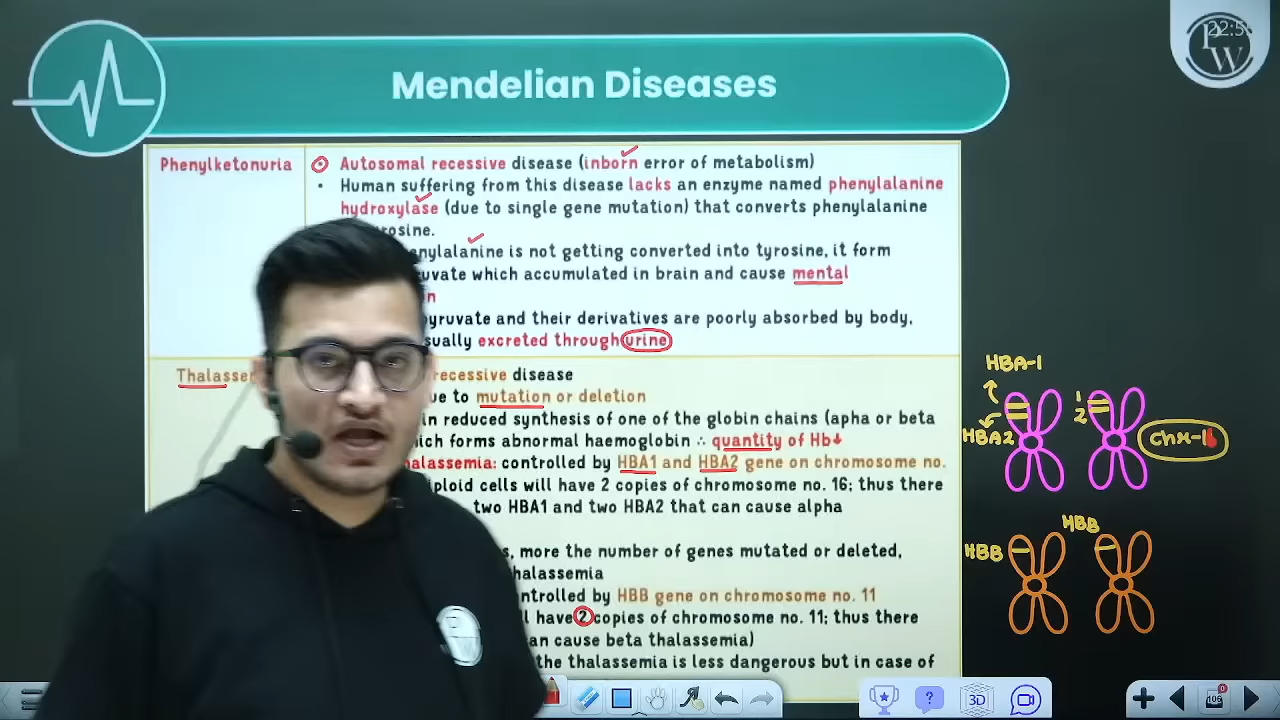 Mendelian Diseases
Phenylketonuria
Autosomal recessive disease (inborn error of metabolism)
• Human suffering from this disease lacks an enzyme named phenylalanine
hydroxylase (due to single gene mutation) that converts phenylalanine
rosine.
enylalanine is not getting converted into tyrosine, it form
uvate which accumulated in brain and cause mental
n
pyruvate and their derivatives are poorly absorbed by body,
sually excreted through urine
Thalasse
recessive disease
ue to mutation or deletion
in reduced synthesis of one of the globin chains (apha or beta
ich forms abnormal haemoglobin ∴ quantity of Hb↓
halassemia: controlled by HBA1 and HBA2 gene on chromosome no.
iploid cells will have 2 copies of chromosome no. 16; thus there
two HBA1 and two HBA2 that can cause alpha
s, more the number of genes mutated or deleted,
halassemia
ntrolled by HBB gene on chromosome no. 11
l have 2 copies of chromosome no. 11; thus there
an cause beta thalassemia)
the thalassemia is less dangerous but in case of
HBA-1
HBA2
1
2
Chx-16
HBB
HBB
PW
3D